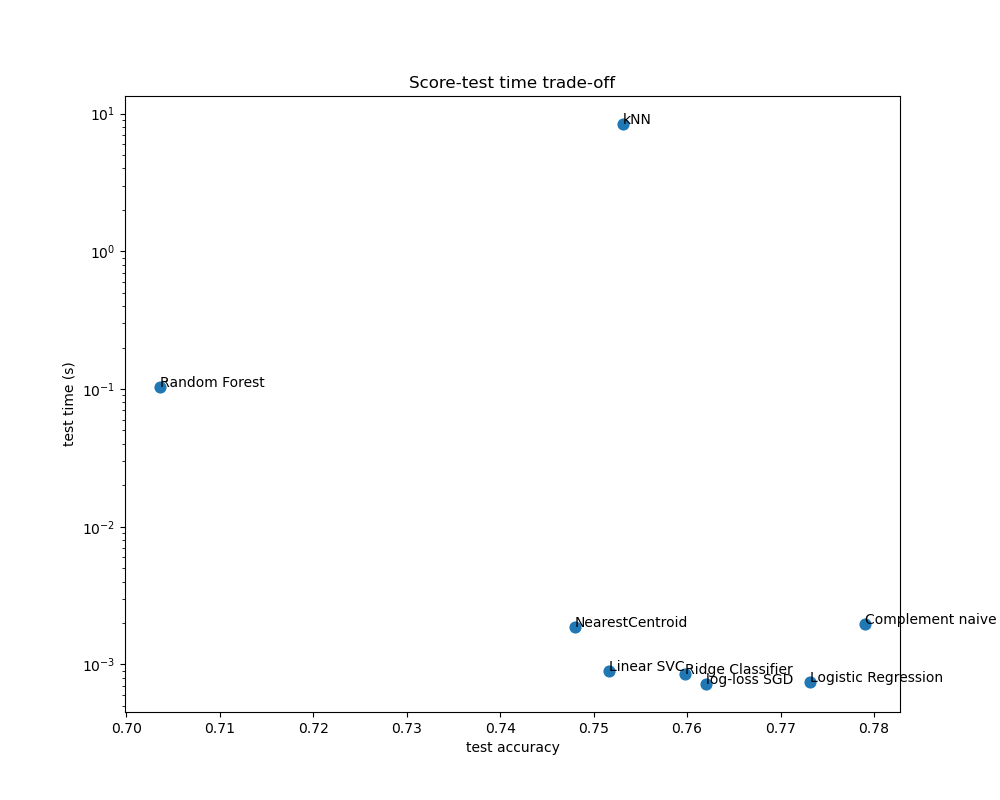 Score-test time trade-off
10¹
kNN
10⁰
test time (s)
10⁻¹
Random Forest
10⁻²
10⁻³
NearestCentroid
Complement naive
Linear SVC
Ridge Classifier
log-loss SGD
Logistic Regression
0.70 0.71 0.72 0.73 0.74 0.75 0.76 0.77 0.78
test accuracy